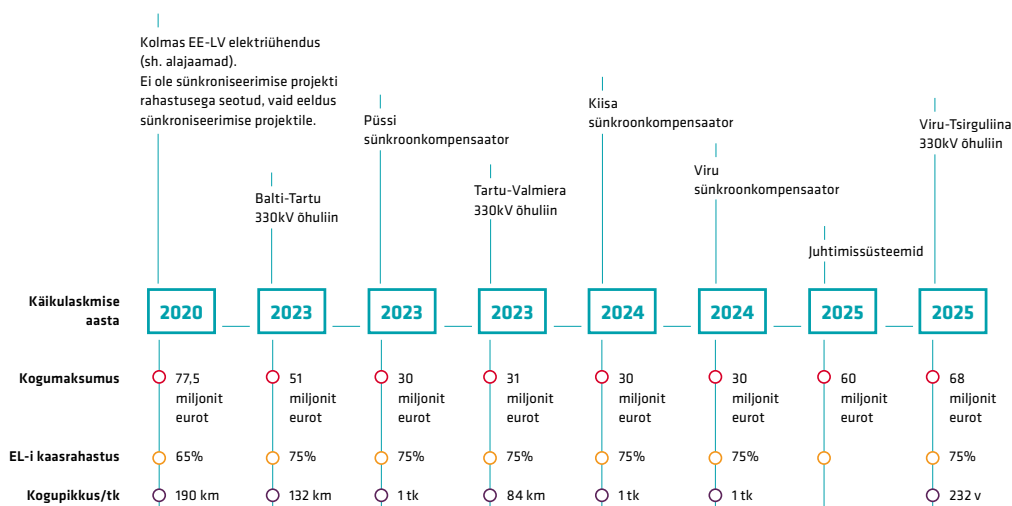 Kolmas EE-LV elektriühendus
(sh. alajaamad).
Ei ole sünkroniseerimise projekti
rahastusega seotud, vaid eeldus
sünkroniseerimise projektile.
Balti-Tartu
330kV õhuliin
Püssi
sünkroonkompensaator
Tartu-Valmiera
330kV õhuliin
Kiisa
sünkroonkompensaator
Viru
sünkroonkompensaator
Juhtimissüsteemid
Viru-Tsirguliina
330kV õhuliin
Käikulaskmise
aasta
2020 2023 2023 2023 2024 2024 2025 2025
Kogumaksumus
77,5 51 30 31 30 30 60 68
miljonit miljonit miljonit miljonit miljonit miljonit miljonit miljonit
eurot eurot eurot eurot eurot eurot eurot eurot
EL-i kaasrahastus 65% 75% 75% 75% 75% 75% 75%
Kogupikkus/tk 190 km 132 km 1 tk 84 km 1 tk 1 tk 232 v